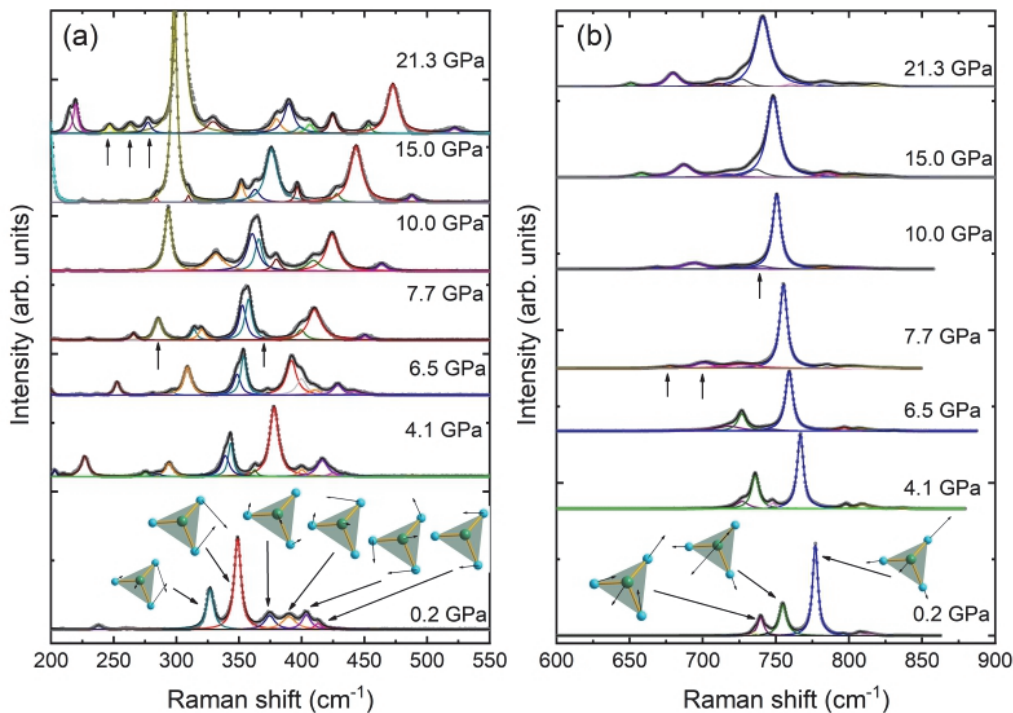 (a)
21.3 GPa
15.0 GPa
10.0 GPa
7.7 GPa
6.5 GPa
4.1 GPa
0.2 GPa
Intensity (arb. units)
200 250 300 350 400 450 500 550
Raman shift (cm-1)
(b)
21.3 GPa
15.0 GPa
10.0 GPa
7.7 GPa
6.5 GPa
4.1 GPa
0.2 GPa
Intensity (arb. units)
600 650 700 750 800 850 900
Raman shift (cm-1)